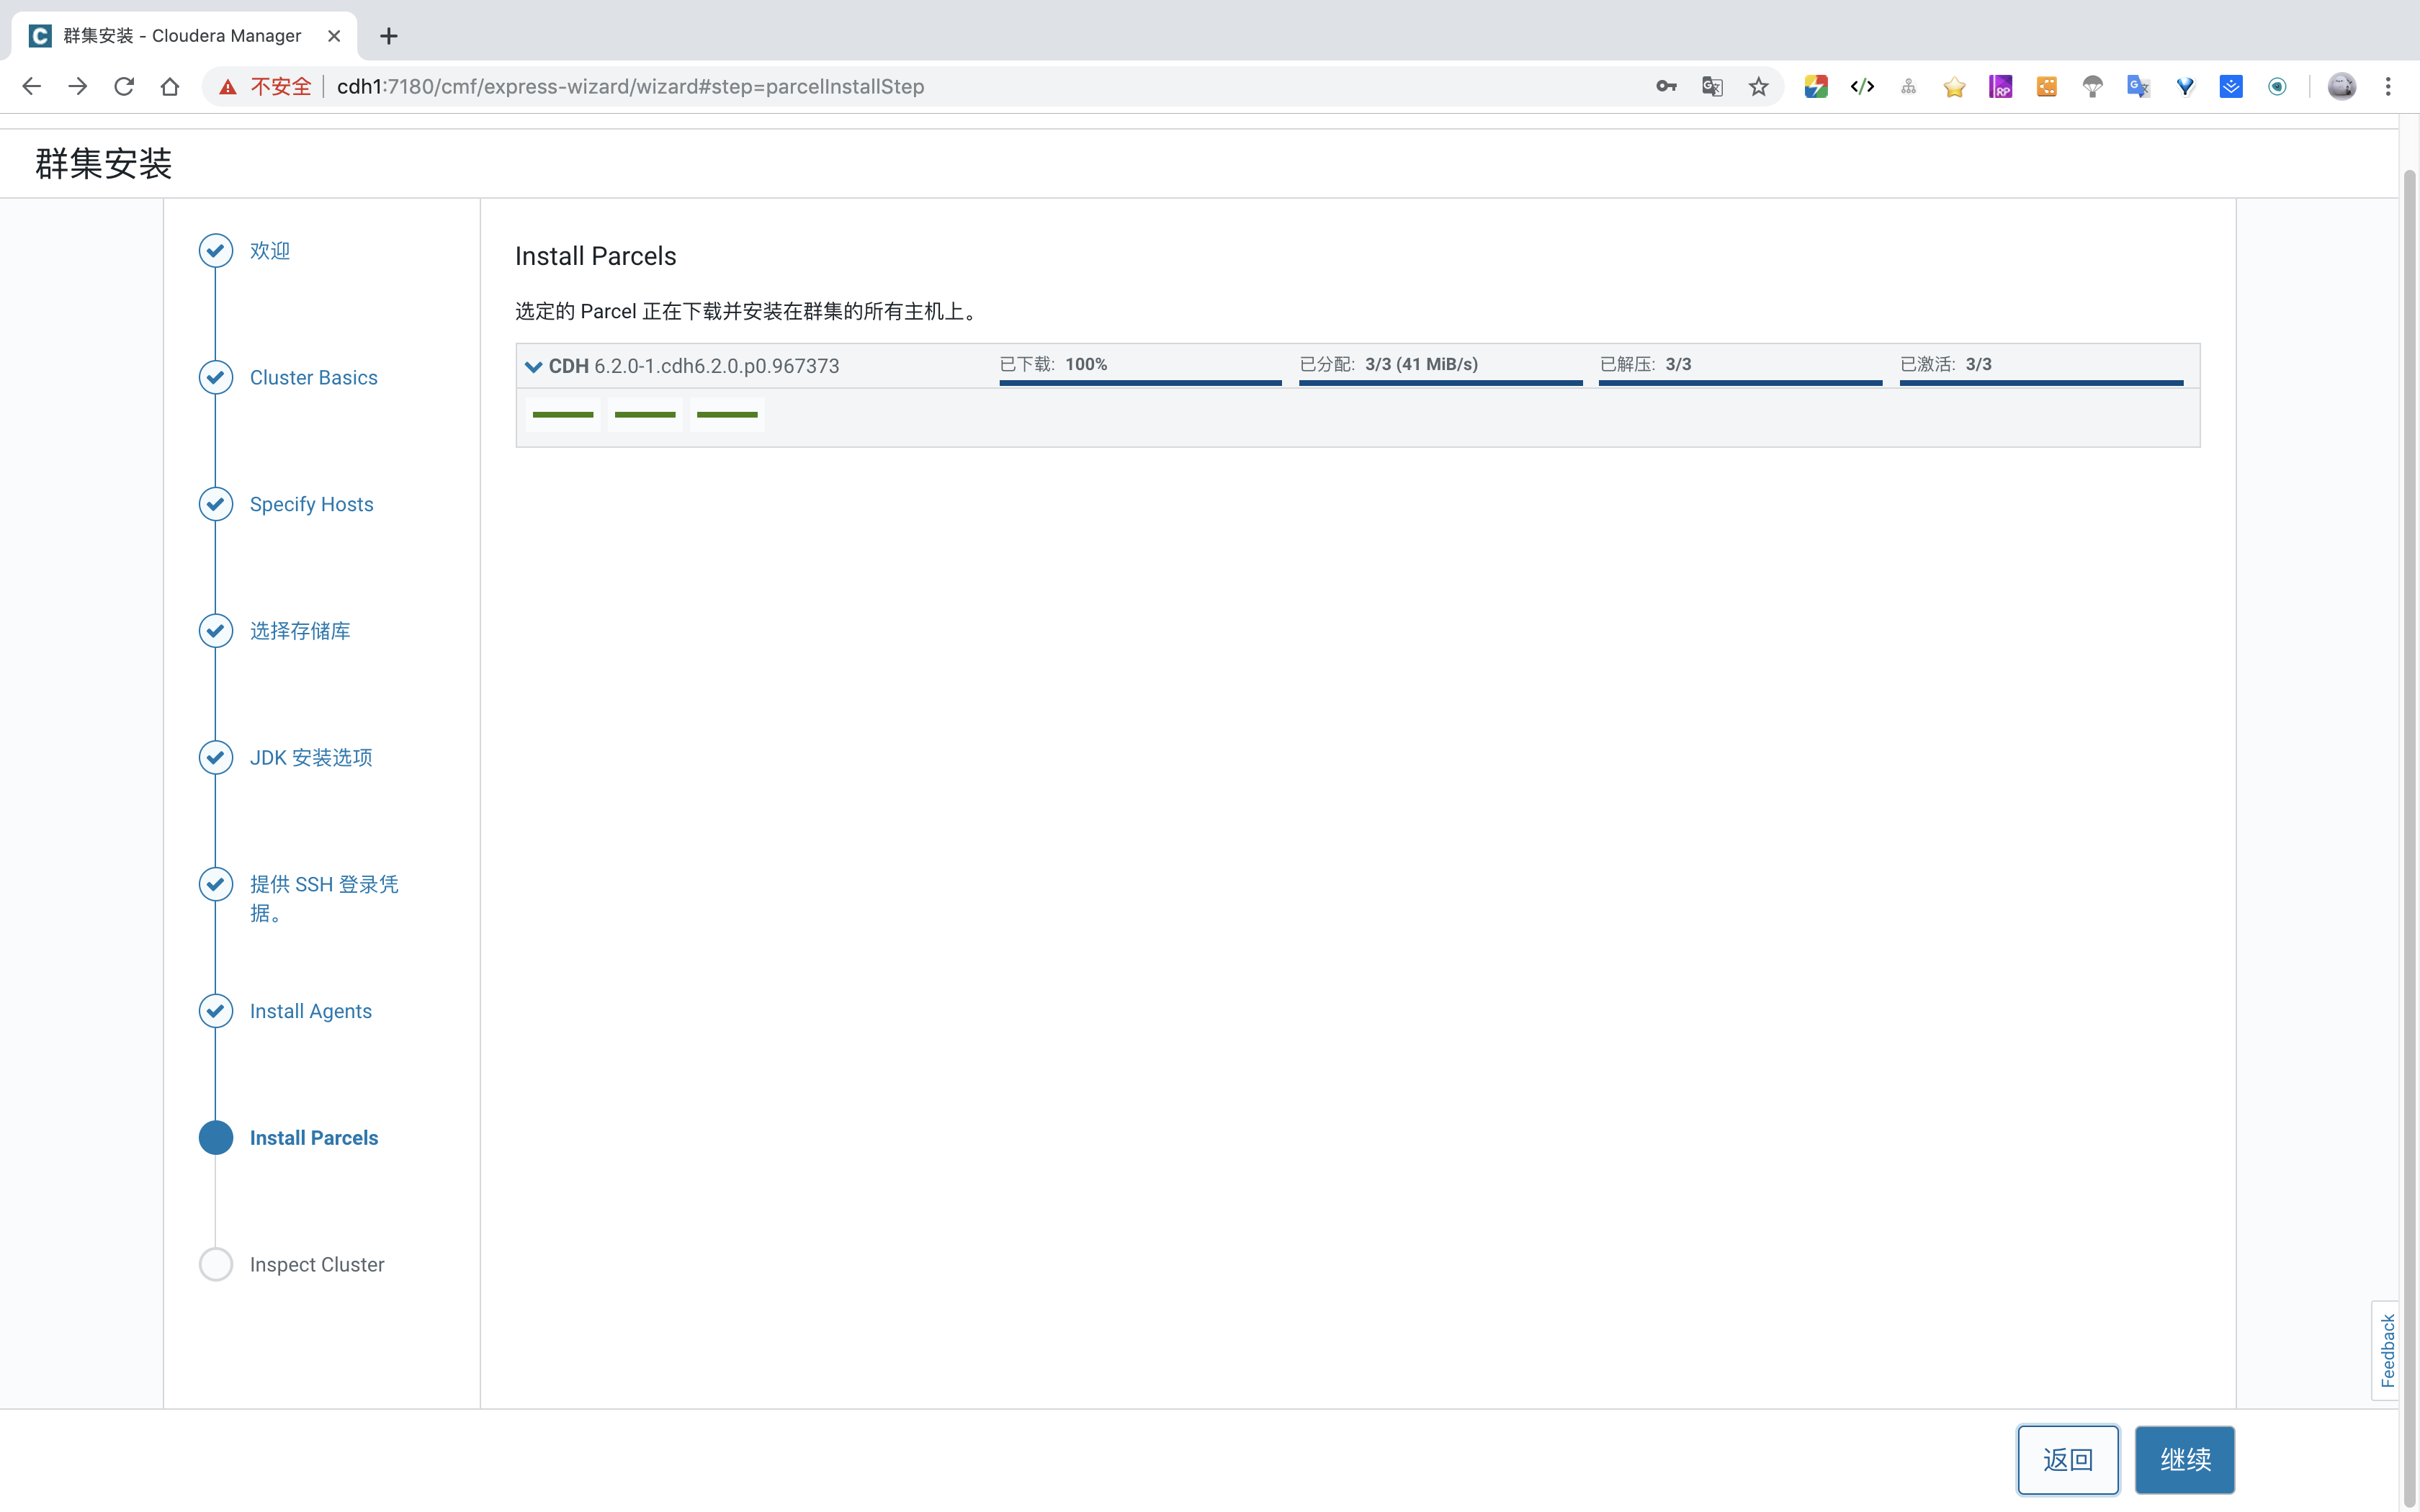 群集安装 - Cloudera Manager
不安全 cdh1:7180/cmf/express-wizard/wizard#step=parcelInstallStep
群集安装
欢迎
Cluster Basics
Specify Hosts
选择存储库
JDK 安装选项
提供 SSH 登录凭
据。
Install Agents
Install Parcels
Inspect Cluster
Install Parcels
选定的 Parcel 正在下载并安装在群集的所有主机上。
CDH 6.2.0-1.cdh6.2.0.p0.967373 已下载: 100% 已分配: 3/3 (41 MiB/s) 已解压: 3/3 已激活: 3/3
Feedback
返回 继续